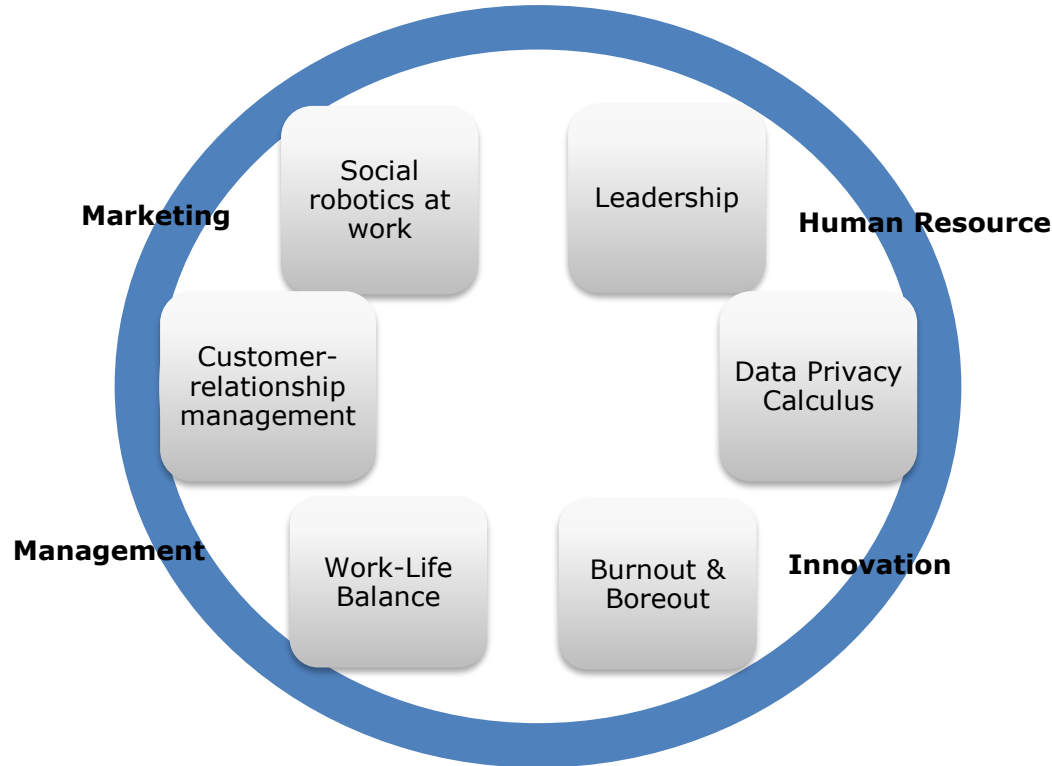 Social
robotics at
work
Leadership
Marketing
Human Resource
Customer-
relationship
management
Data Privacy
Calculus
Management
Work-Life
Balance
Burnout &
Boreout
Innovation